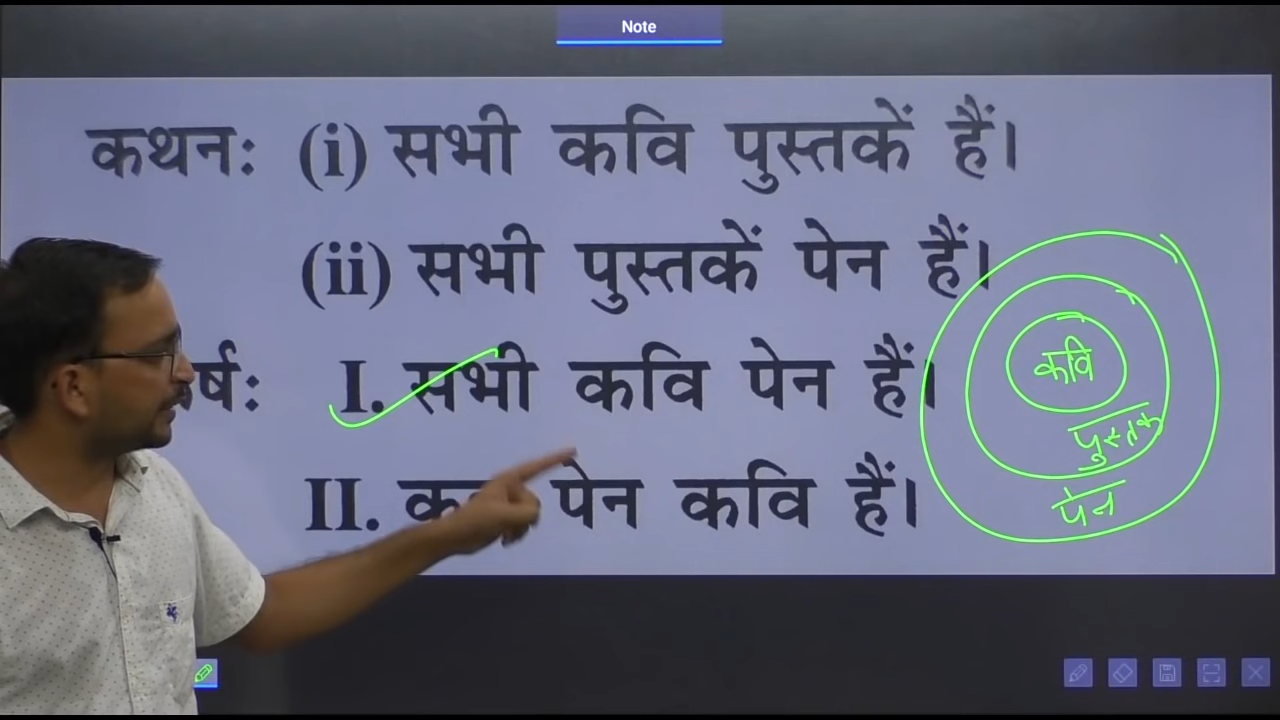 Note
कथनः (i) सभी कवि पुस्तकें हैं।
(ii) सभी पुस्तकें पेन हैं।
र्षः I. सभी कवि पेन हैं।
II. पेन कवि हैं।
कवि
पुस्तक
पेन